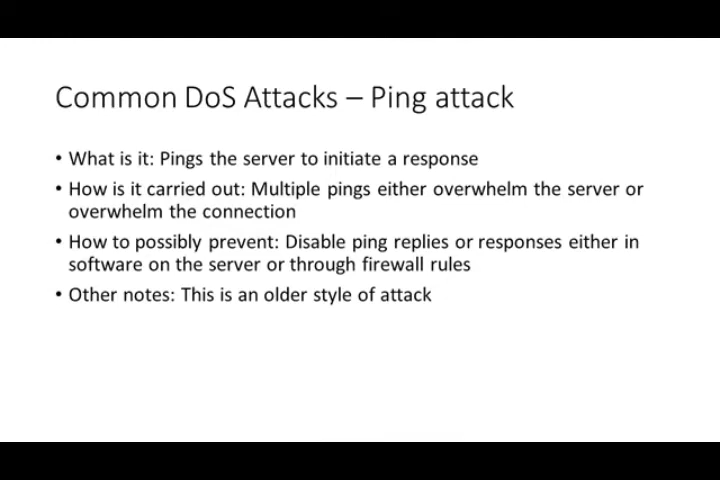 Common DoS Attacks – Ping attack
• What is it: Pings the server to initiate a response
• How is it carried out: Multiple pings either overwhelm the server or
overwhelm the connection
• How to possibly prevent: Disable ping replies or responses either in
software on the server or through firewall rules
• Other notes: This is an older style of attack